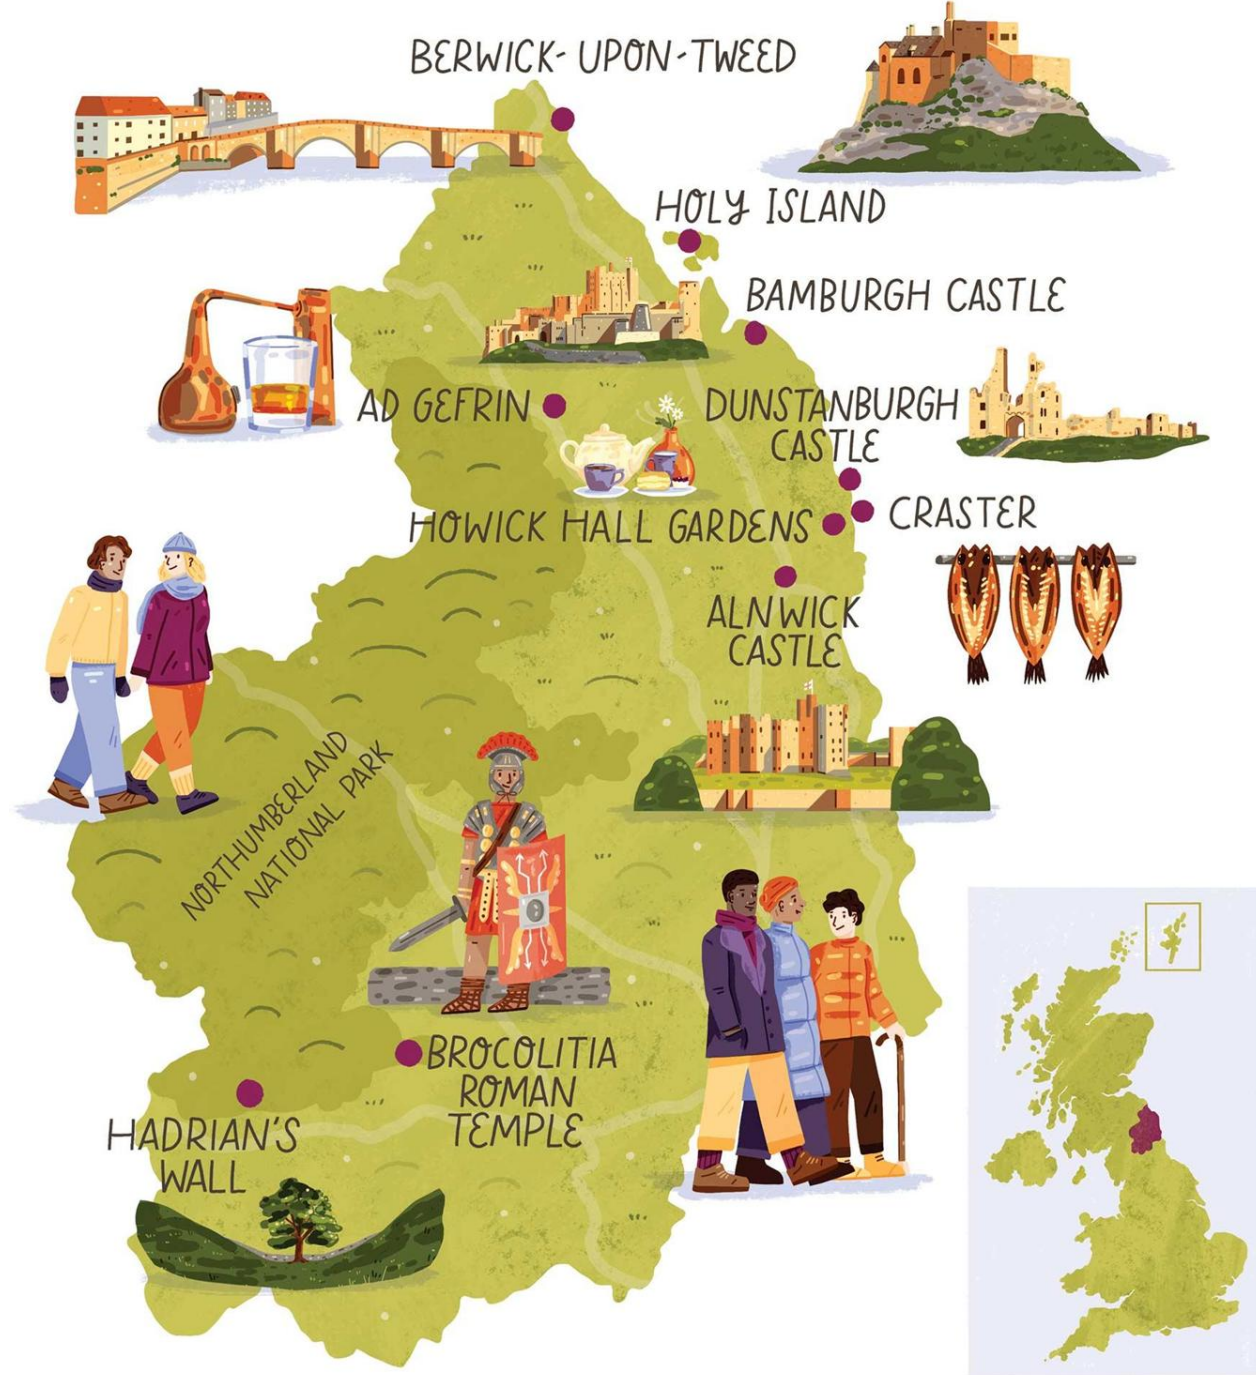 BERWICK-UPON-TWEED
HOLY ISLAND
BAMBURGH CASTLE
AD GEFRIN
DUNSTANBURGH
CASTLE
HOWICK HALL GARDENS
CRASTER
ALNWICK
CASTLE
NORTHUMBERLAND
NATIONAL PARK
BROCOLITIA
ROMAN
TEMPLE
HADRIAN'S
WALL